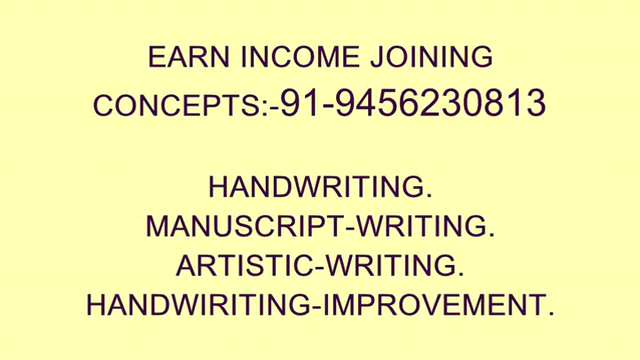 EARN INCOME JOINING
CONCEPTS:-91-9456230813
HANDWRITING.
MANUSCRIPT-WRITING.
ARTISTIC-WRITING.
HANDWIRITING-IMPROVEMENT.